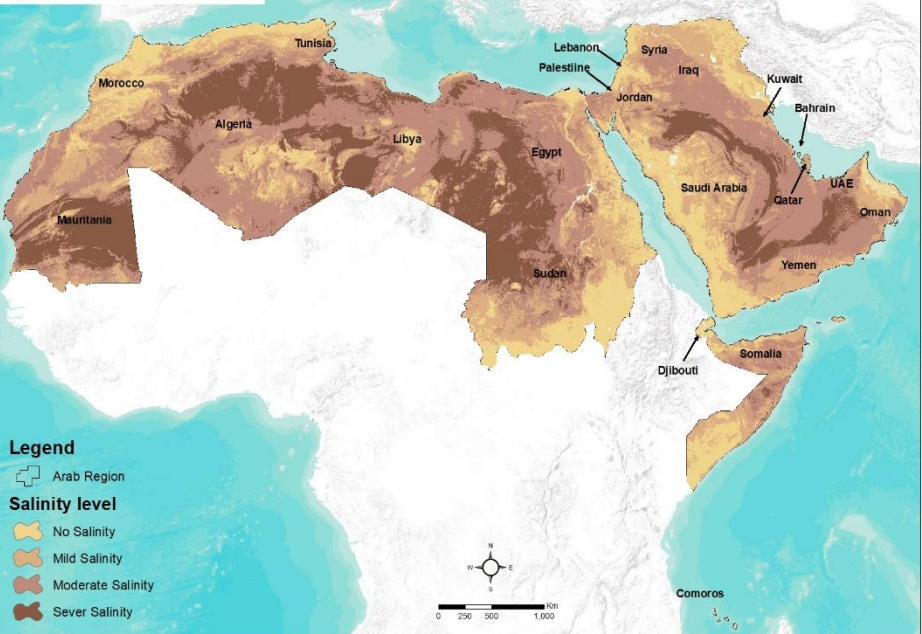 Tunisia
Lebanon
Syria
Palestiine
Iraq
Morocco
Kuwait
Jordan
Bahrain
Algeria
Libya
Egypt
Saudi Arabia
UAE
Qatar
Mauritania
Oman
Yemen
Sudan
Somalia
Djibouti
Legend
Arab Region
Salinity level
No Salinity
Mild Salinity
Moderate Salinity
Sever Salinity
N
W
E
S
Km
0 250 500 1,000
Comoros